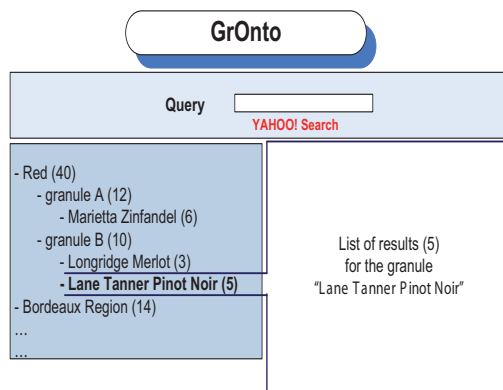 GrOnto
Query
YAHOO! Search
- Red (40)
- granule A (12)
- Marietta Zinfandel (6)
- granule B (10)
- Longridge Merlot (3)
- Lane Tanner Pinot Noir (5)
- Bordeaux Region (14)
...
...
List of results (5)
for the granule
“Lane Tanner Pinot Noir”